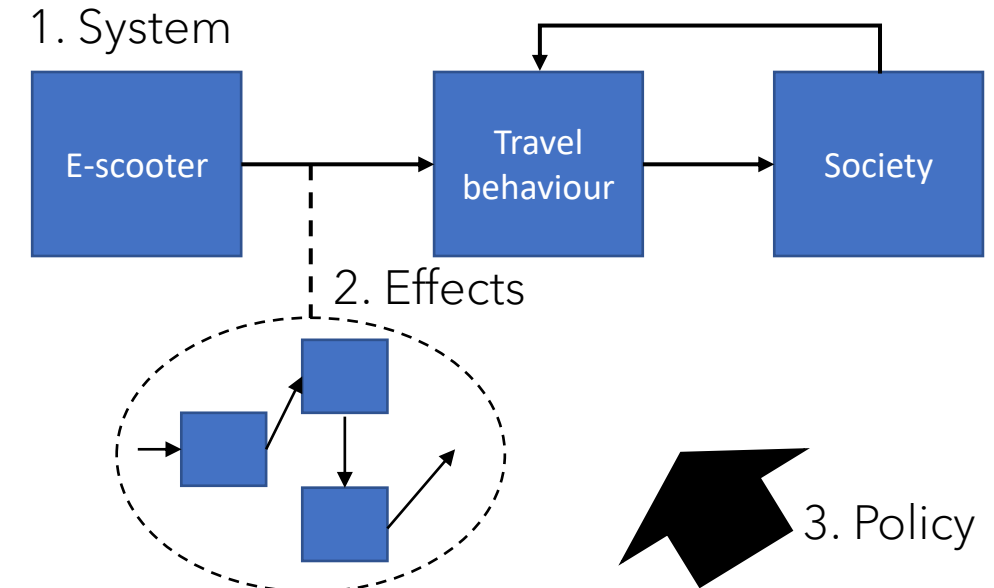 1. System
E-scooter
Travel
behaviour
Society
2. Effects
3. Policy